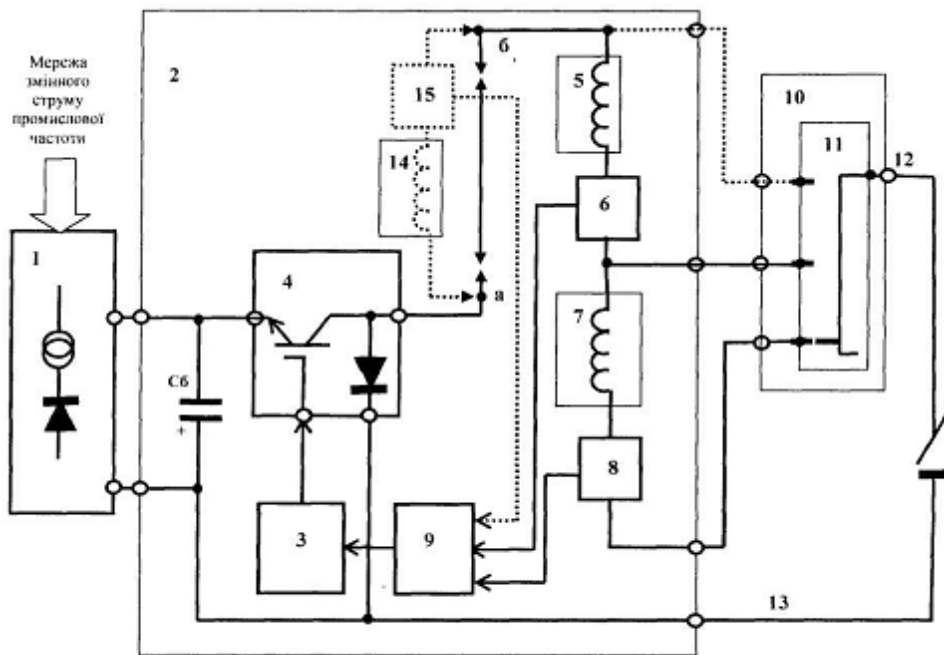 Мережа
змінного
струму
промислової
частоти
1
2
3
4
5
6
7
8
9
10
11
12
13
14
15
а
б
Сб
+